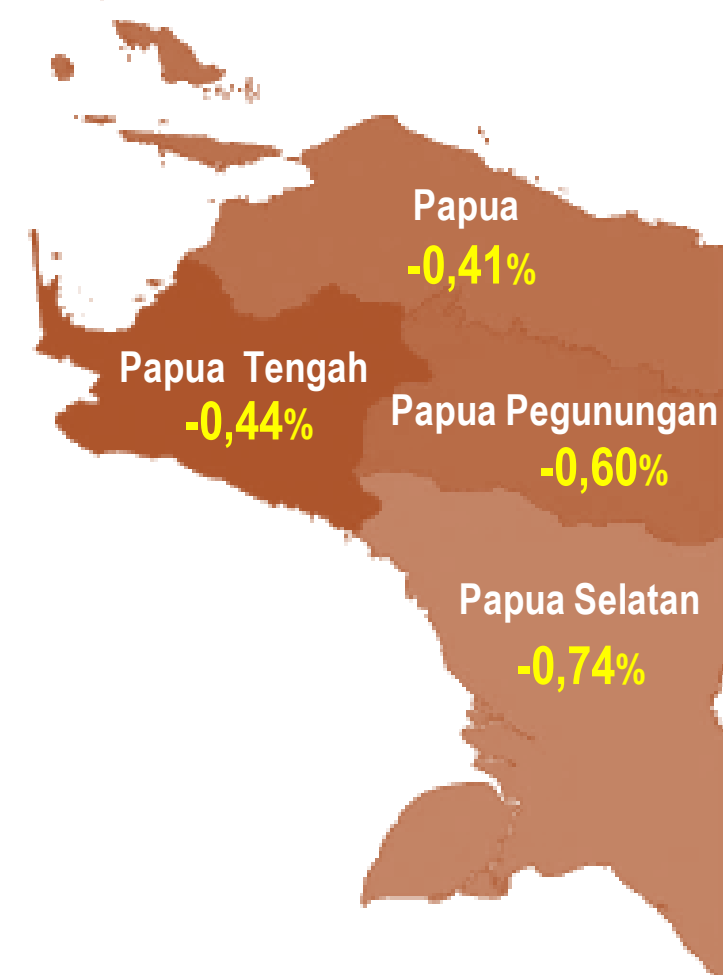 Papua
-0,41%
Papua Tengah
-0,44%
Papua Pegunungan
-0,60%
Papua Selatan
-0,74%